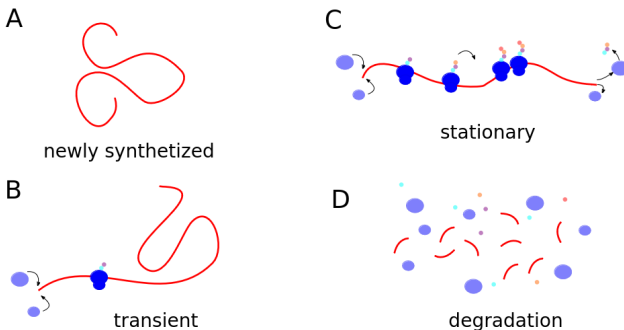 A
newly synthetized
B
transient
C
stationary
D
degradation